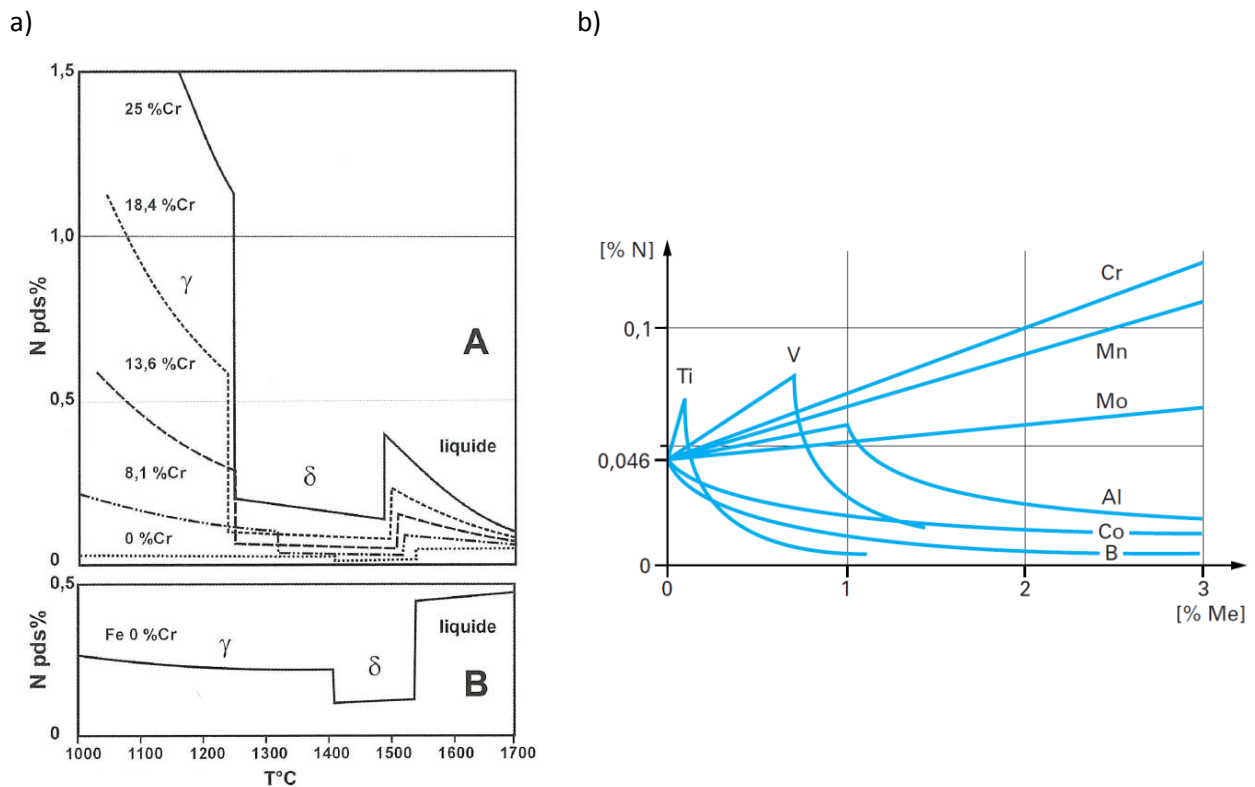 a)
1,5
25 %Cr
18,4 %Cr
1,0
γ
N pds%
A
13,6 %Cr
0,5
liquide
8,1 %Cr
δ
0 %Cr
0
0,5
N pds%
Fe 0 %Cr
γ
δ
liquide
B
0
1000 1100 1200 1300 1400 1500 1600 1700
T°C
b)
[% N]
Cr
0,1
V
Mn
Ti
Mo
0,046
Al
Co
B
0
0 1 2 3
[% Me]